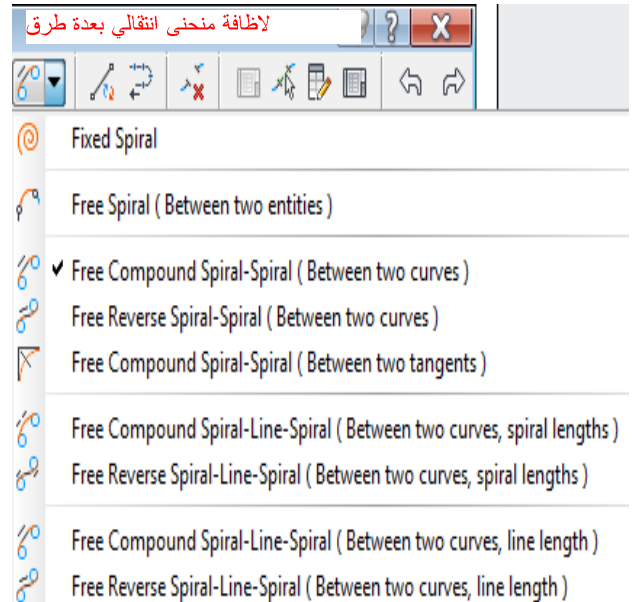 لاظافة منحنى انتقالي بعدة طرق
Fixed Spiral
Free Spiral ( Between two entities )
Free Compound Spiral-Spiral ( Between two curves )
Free Reverse Spiral-Spiral ( Between two curves )
Free Compound Spiral-Spiral ( Between two tangents )
Free Compound Spiral-Line-Spiral ( Between two curves, spiral lengths )
Free Reverse Spiral-Line-Spiral ( Between two curves, spiral lengths )
Free Compound Spiral-Line-Spiral ( Between two curves, line length )
Free Reverse Spiral-Line-Spiral ( Between two curves, line length )